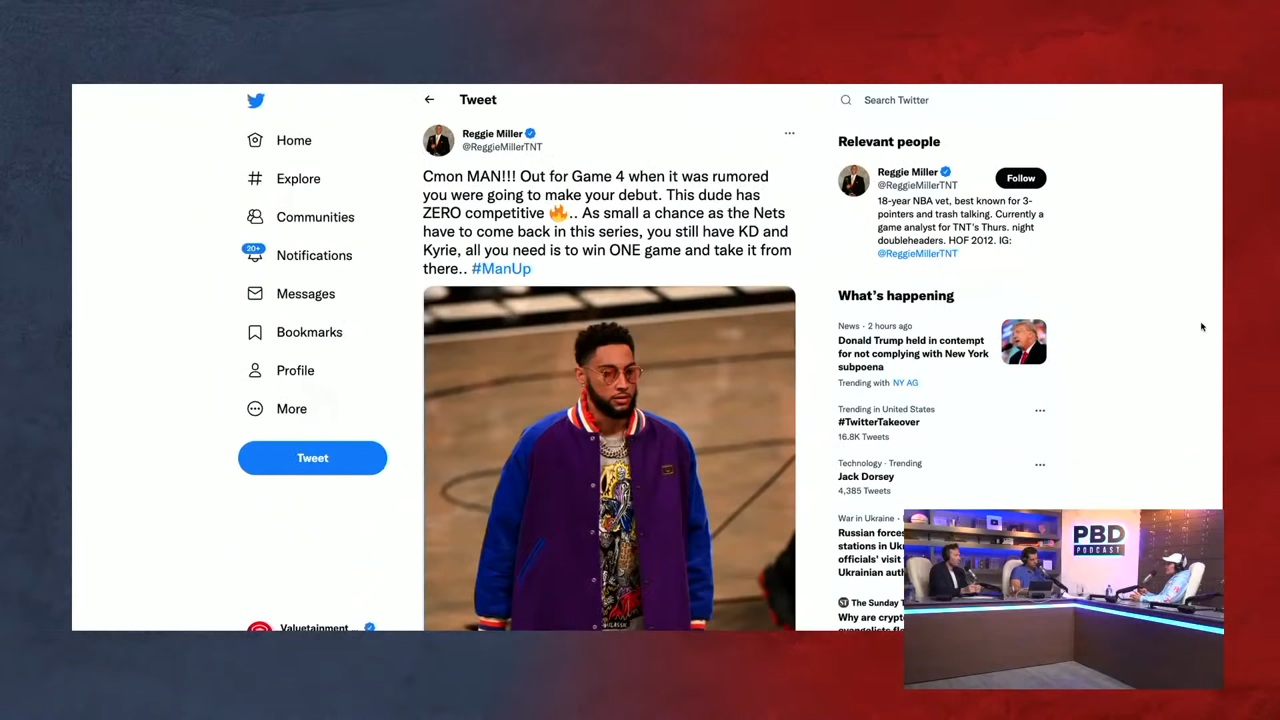 Home
Explore
Communities
20+
Notifications
Messages
Bookmarks
Profile
More
Tweet
Valuetainment...
Tweet
Reggie Miller
@ReggieMillerTNT
Cmon MAN!!! Out for Game 4 when it was rumored
you were going to make your debut. This dude has
ZERO competitive 🔥.. As small a chance as the Nets
have to come back in this series, you still have KD and
Kyrie, all you need is to win ONE game and take it from
there.. #ManUp
Search Twitter
Relevant people
Reggie Miller
@ReggieMillerTNT
Follow
18-year NBA vet, best known for 3-
pointers and trash talking. Currently a
game analyst for TNT's Thurs. night
doubleheaders. HOF 2012. IG:
@ReggieMillerTNT
What's happening
News · 2 hours ago
Donald Trump held in contempt
for not complying with New York
subpoena
Trending with NY AG
Trending in United States
#TwitterTakeover
16.8K Tweets
Technology · Trending
Jack Dorsey
4,385 Tweets
War in Ukraine ·
Russian forces
stations in Uk
officials' visit
Ukrainian auth
The Sunday T
Why are crypt
PBD
PODCAST